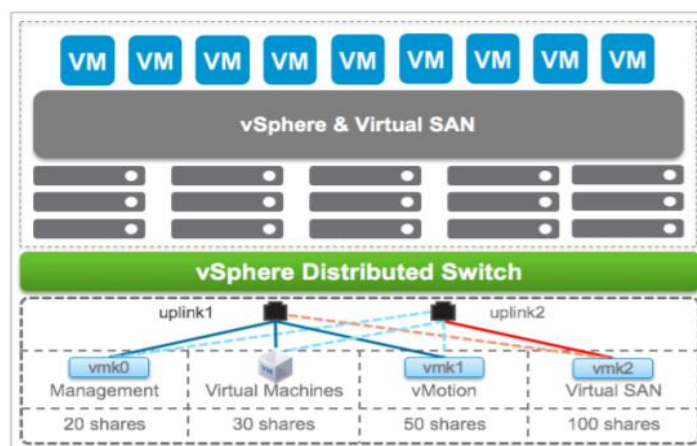 VM VM VM VM VM VM VM VM VM
vSphere & Virtual SAN
vSphere Distributed Switch
uplink1 uplink2
vmk0 VM vmk1 vmk2
Management Virtual Machines vMotion Virtual SAN
20 shares 30 shares 50 shares 100 shares